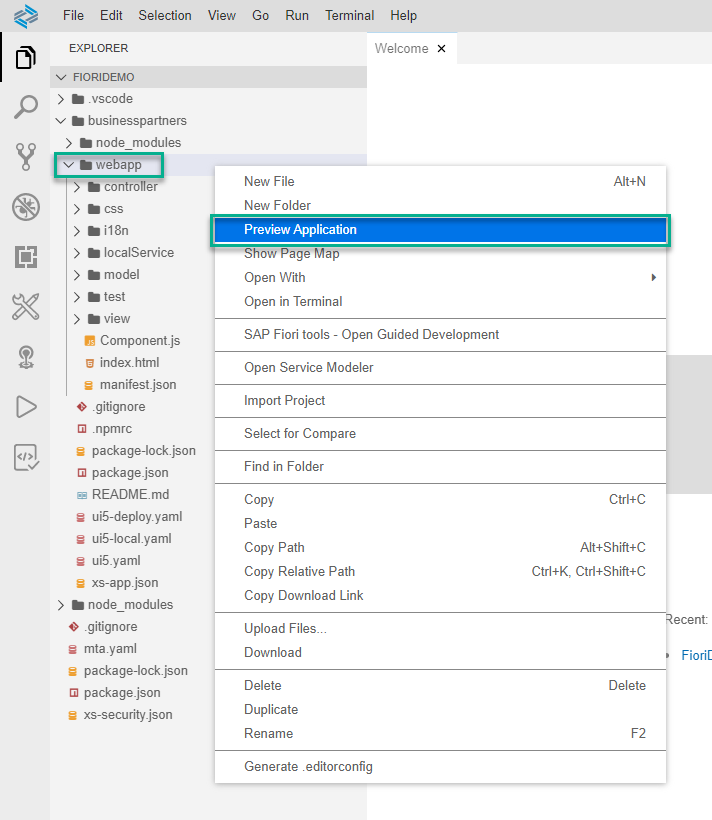 File Edit Selection View Go Run Terminal Help
EXPLORER
Welcome
FIORIDEMO
.vscode
businesspartners
node_modules
webapp
controller
css
i18n
localService
model
test
view
Component.js
index.html
manifest.json
.gitignore
.npmrc
package-lock.json
package.json
README.md
ui5-deploy.yaml
ui5-local.yaml
ui5.yaml
xs-app.json
node_modules
.gitignore
mta.yaml
package-lock.json
package.json
xs-security.json
New File Alt+N
New Folder
Preview Application
Show Page Map
Open With
Open in Terminal
SAP Fiori tools - Open Guided Development
Open Service Modeler
Import Project
Select for Compare
Find in Folder
Copy Ctrl+C
Paste
Copy Path Alt+Shift+C
Copy Relative Path Ctrl+K, Ctrl+Shift+C
Copy Download Link
Upload Files...
Download
Delete Delete
Duplicate
Rename F2
Generate .editorconfig
Recent: